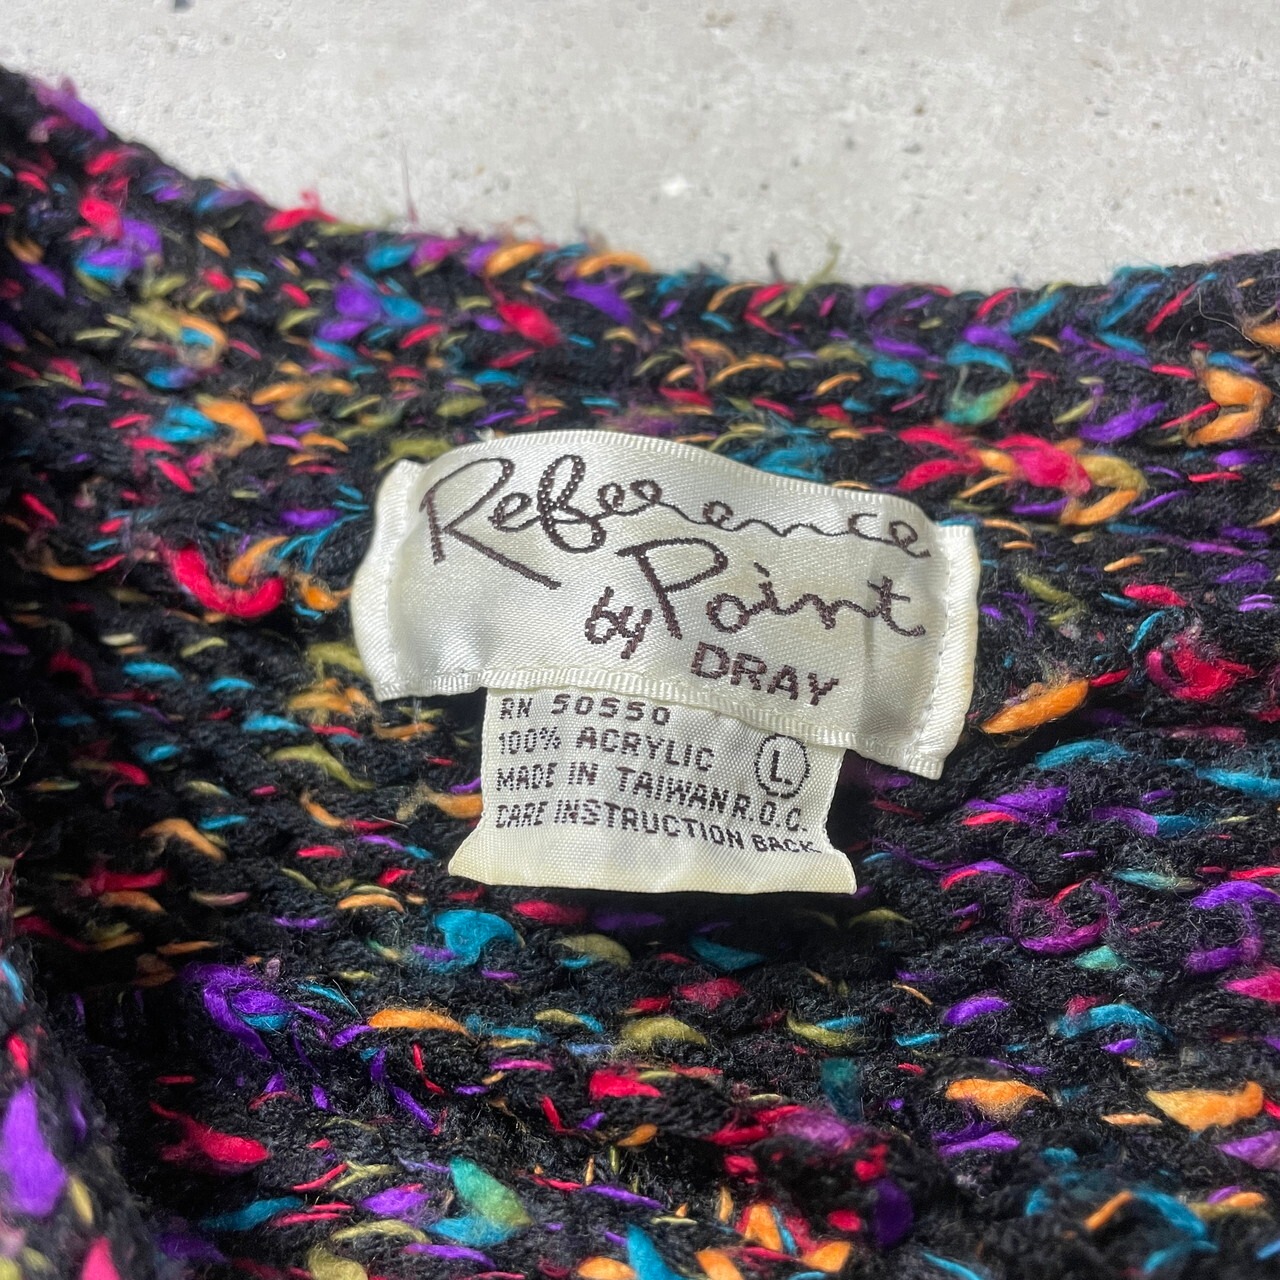 Reference
Point
by DRAY
RN 50550
100% ACRYLIC L
MADE IN TAIWAN R.O.C.
CARE INSTRUCTION BACK